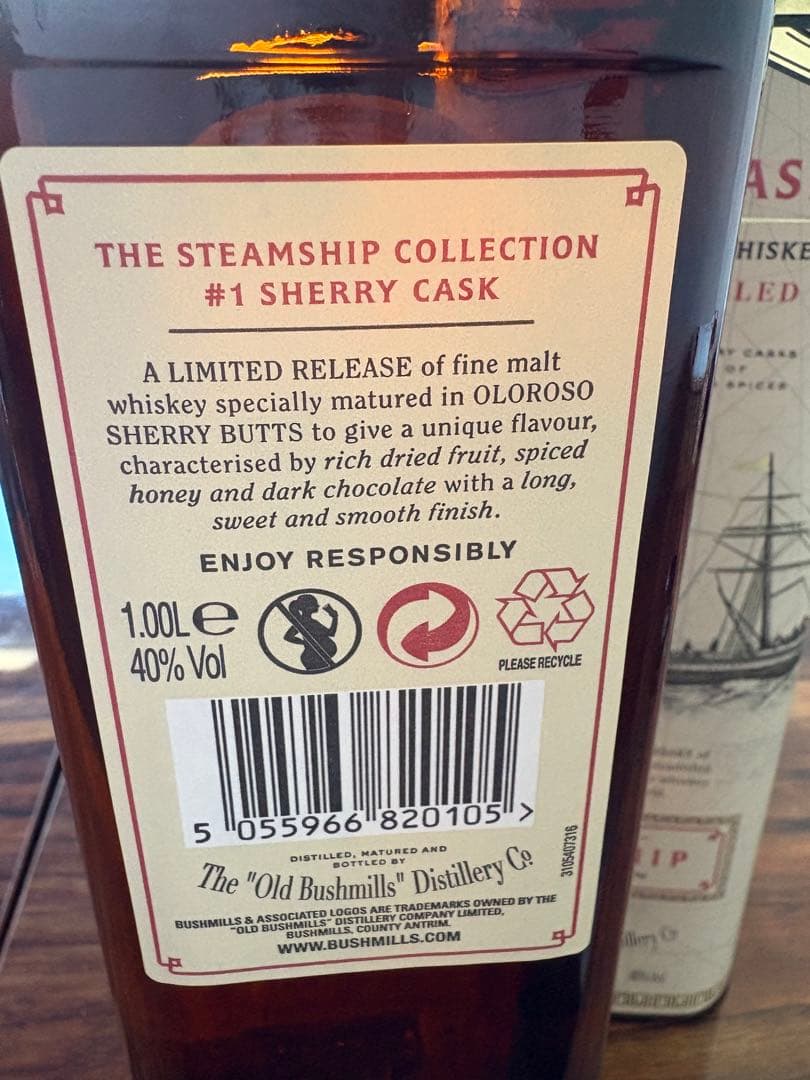 THE STEAMSHIP COLLECTION
#1 SHERRY CASK
A LIMITED RELEASE of fine malt
whiskey specially matured in OLOROSO
SHERRY BUTTS to give a unique flavour,
characterised by rich dried fruit, spiced
honey and dark chocolate with a long,
sweet and smooth finish.
ENJOY RESPONSIBLY
1.00L e
40% Vol
PLEASE RECYCLE
5 055966 820105 >
3105407316
DISTILLED, MATURED AND
BOTTLED BY
The "Old Bushmills" Distillery Co
BUSHMILLS & ASSOCIATED LOGOS ARE TRADEMARKS OWNED BY THE
"OLD BUSHMILLS" DISTILLERY COMPANY LIMITED,
BUSHMILLS, COUNTY ANTRIM.
WWW.BUSHMILLS.COM
AS
HISKE
LED
CASKS
OF
SPICED
IP